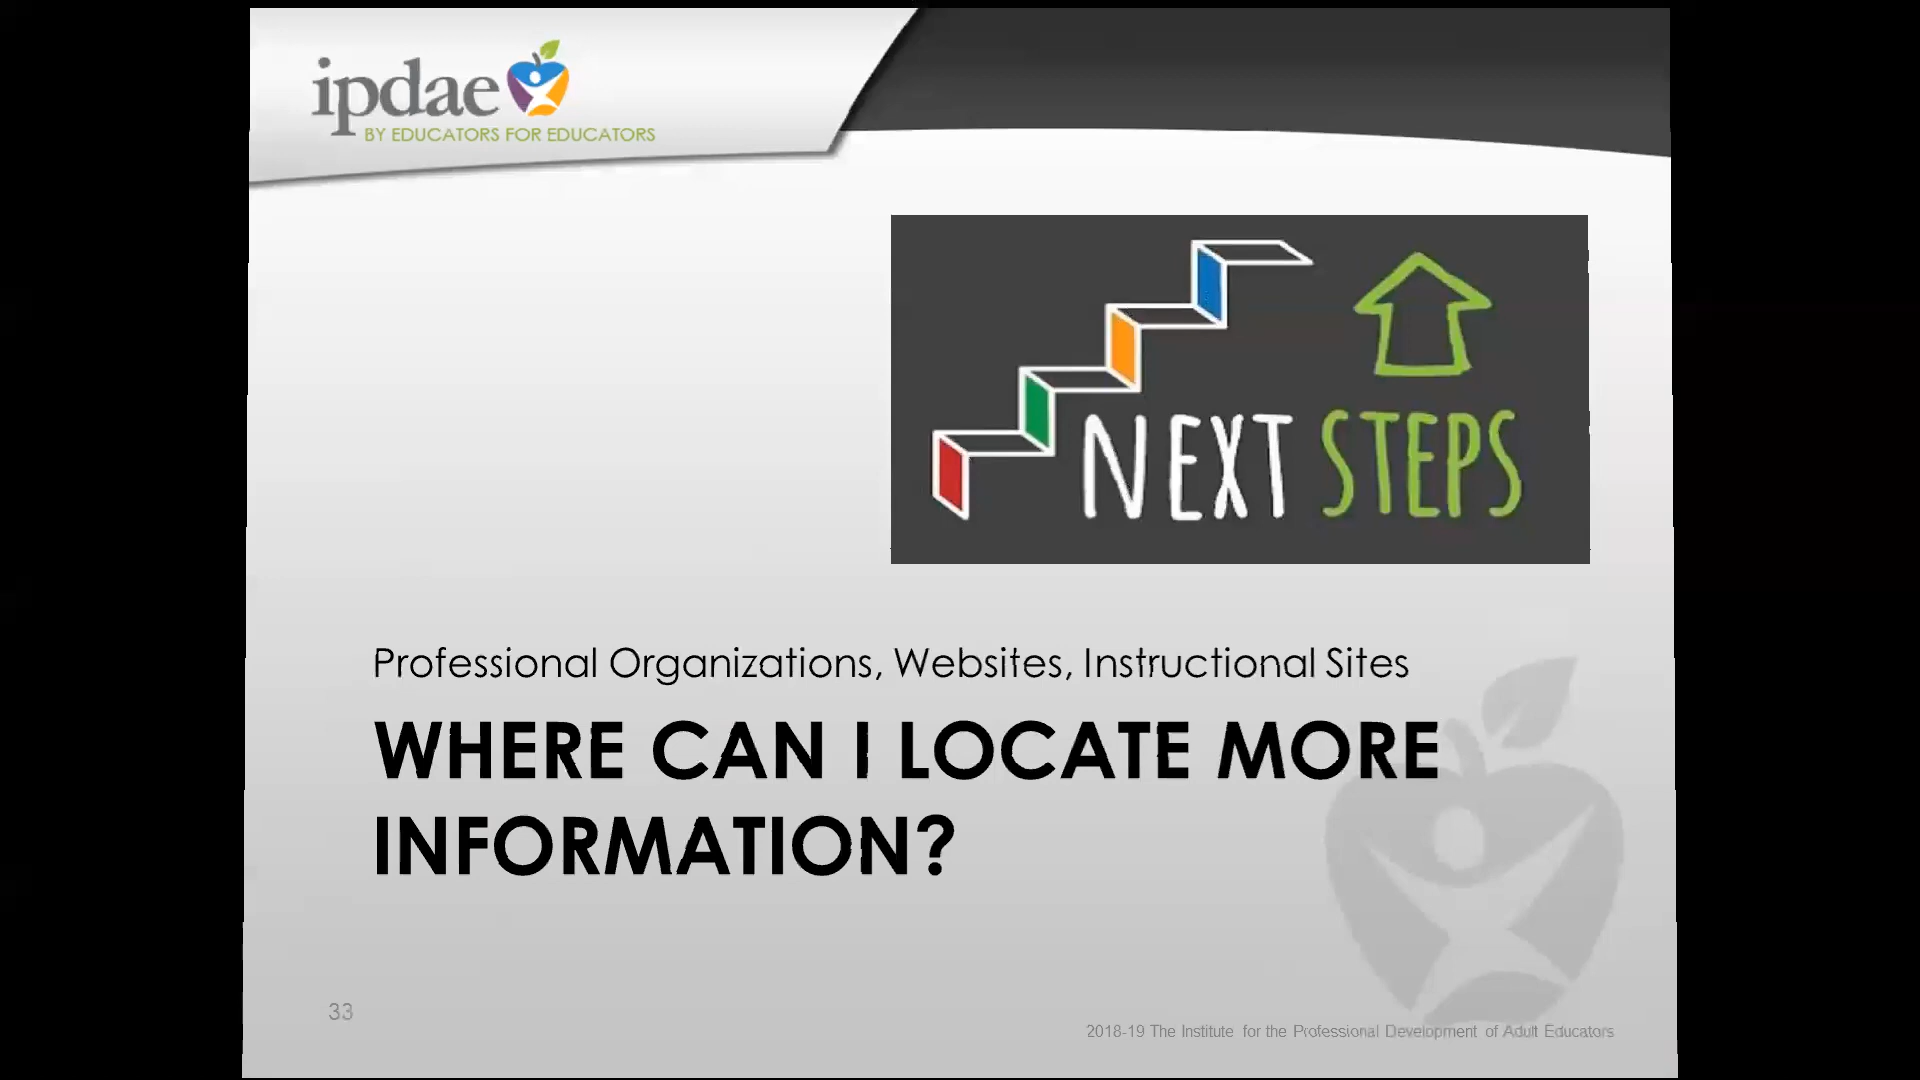 ipdae
BY EDUCATORS FOR EDUCATORS
NEXT STEPS
Professional Organizations, Websites, Instructional Sites
WHERE CAN I LOCATE MORE
INFORMATION?
33
2018-19 The Institute for the Professional Development of Adult Educators